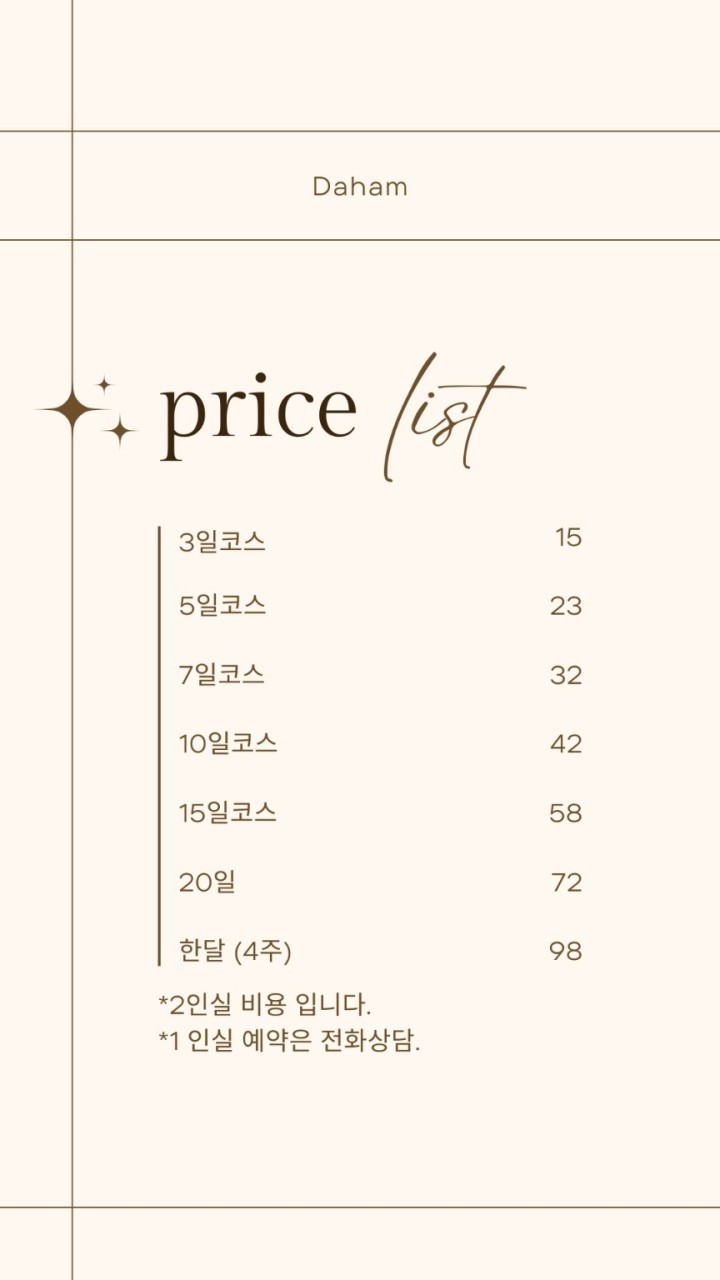 Daham
price list
3일코스 15
5일코스 23
7일코스 32
10일코스 42
15일코스 58
20일 72
한달 (4주) 98
*2인실 비용 입니다.
*1 인실 예약은 전화상담.